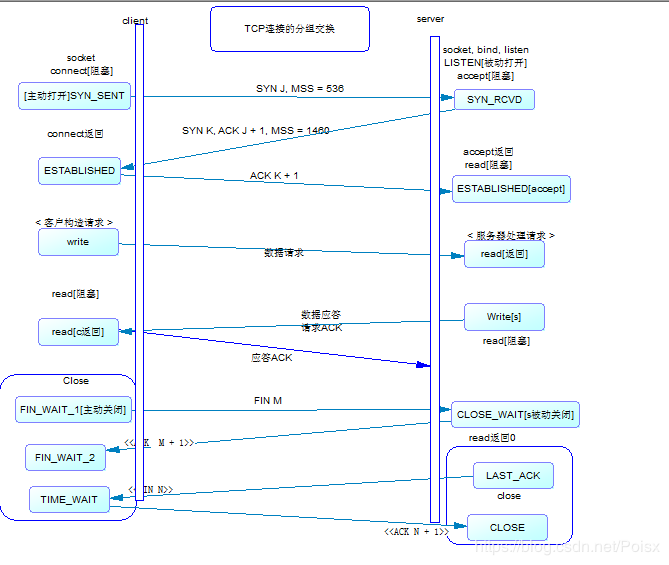 client
TCP连接的分组交换
server
socket
connect[阻塞]
socket, bind, listen
LISTEN[被动打开]
accept[阻塞]
[主动打开]SYN_SENT
SYN J, MSS = 536
SYN_RCVD
connect返回
SYN K, ACK J + 1, MSS = 1460
accept返回
read[阻塞]
ESTABLISHED
ACK K + 1
ESTABLISHED[accept]
< 客户构造请求 >
< 服务器处理请求 >
write
数据请求
read[返回]
read[阻塞]
数据应答
请求ACK
Write[s]
read[c返回]
read[阻塞]
应答ACK
Close
FIN_WAIT_1[主动关闭]
FIN M
CLOSE_WAIT[s被动关闭]
<<ACK M + 1>>
read返回0
FIN_WAIT_2
LAST_ACK
<<FIN N>>
close
TIME_WAIT
<<ACK N + 1>>
CLOSE
https://blog.csdn.net/Poisx